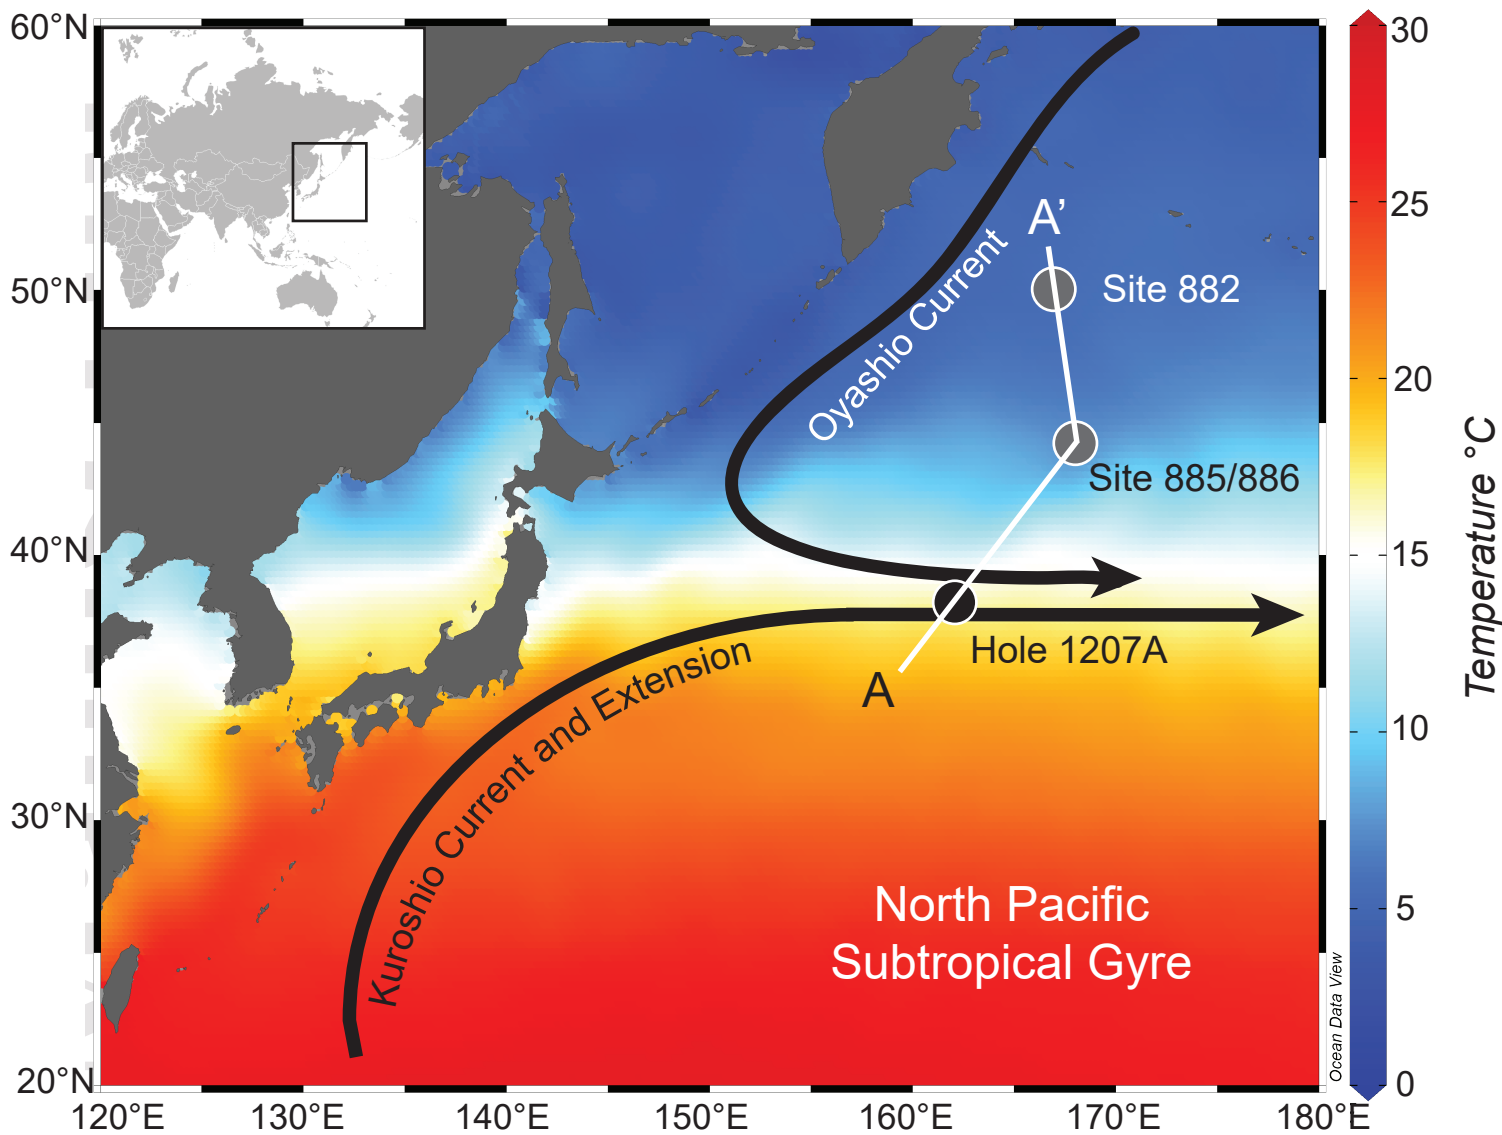 60°N
50°N
40°N
30°N
20°N
120°E
130°E
140°E
150°E
160°E
170°E
180°E
A’
Site 882
Oyashio Current
Site 885/886
Hole 1207A
A
Kuroshio Current and Extension
North Pacific
Subtropical Gyre
Ocean Data View
30
25
20
15
10
5
0
Temperature °C